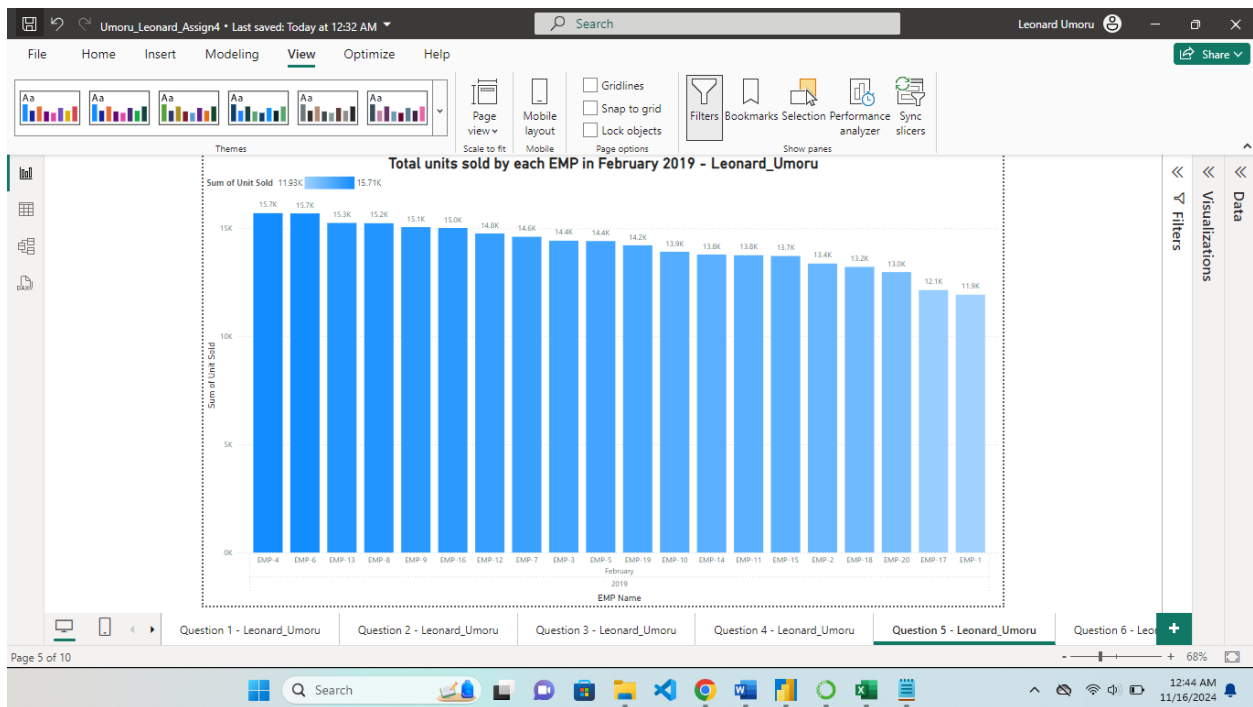 Umoru_Leonard_Assign4 • Last saved: Today at 12:32 AM
Search
Leonard Umoru
File Home Insert Modeling View Optimize Help
Share
Aa Aa Aa Aa Aa Aa
Page view
Mobile layout
Gridlines
Snap to grid
Lock objects
Filters
Bookmarks
Selection
Performance analyzer
Sync slicers
Themes
Scale to fit
Mobile
Page options
Show panes
DAX
Total units sold by each EMP in February 2019 - Leonard_Umoru
Sum of Unit Sold 11.93K 15.71K
15.7K 15.7K 15.3K 15.2K 15.1K 15.0K 14.8K 14.6K 14.4K 14.4K 14.2K 13.9K 13.8K 13.8K 13.7K 13.4K 13.2K 13.0K 12.1K 11.9K
15K
10K
5K
0K
Sum of Unit Sold
EMP-4 EMP-6 EMP-13 EMP-8 EMP-9 EMP-16 EMP-12 EMP-7 EMP-3 EMP-5 EMP-19 EMP-10 EMP-14 EMP-11 EMP-15 EMP-2 EMP-18 EMP-20 EMP-17 EMP-1
February
2019
EMP Name
Filters
Visualizations
Data
Question 1 - Leonard_Umoru
Question 2 - Leonard_Umoru
Question 3 - Leonard_Umoru
Question 4 - Leonard_Umoru
Question 5 - Leonard_Umoru
Question 6 - Leo
+
Page 5 of 10
- + 68%
Search
12:44 AM
11/16/2024